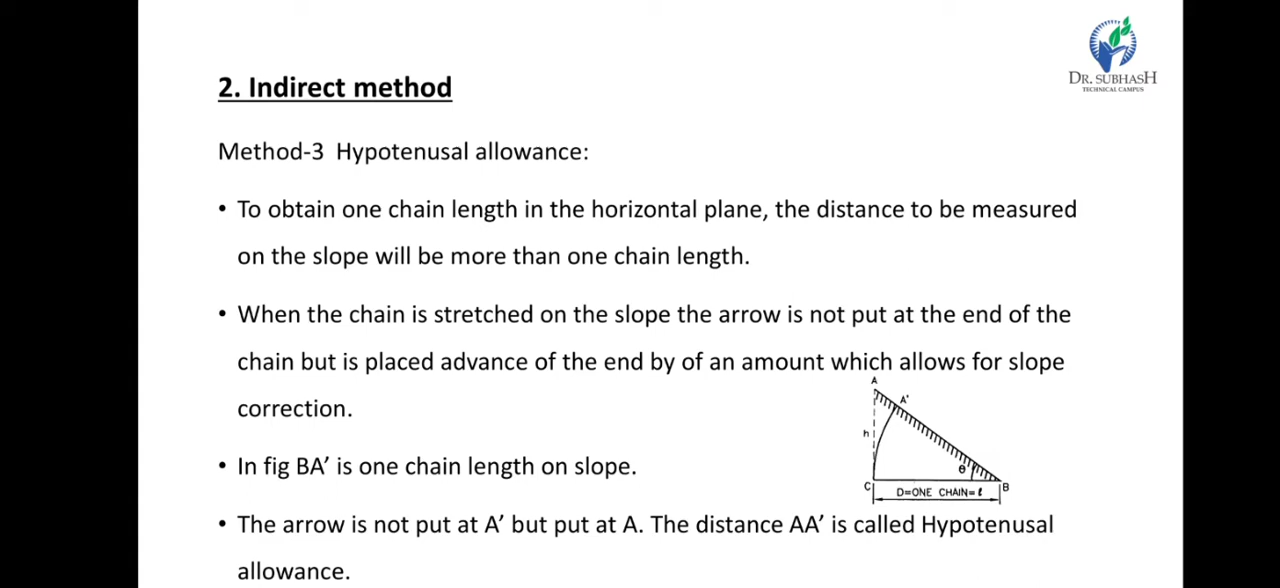 DR. SUBHASH
TECHNICAL CAMPUS
2. Indirect method
Method-3 Hypotenusal allowance:
• To obtain one chain length in the horizontal plane, the distance to be measured
on the slope will be more than one chain length.
• When the chain is stretched on the slope the arrow is not put at the end of the
chain but is placed advance of the end by of an amount which allows for slope
correction.
A
A'
h
θ
C
B
D=ONE CHAIN= ℓ
• In fig BA′ is one chain length on slope.
• The arrow is not put at A′ but put at A. The distance AA′ is called Hypotenusal
allowance.